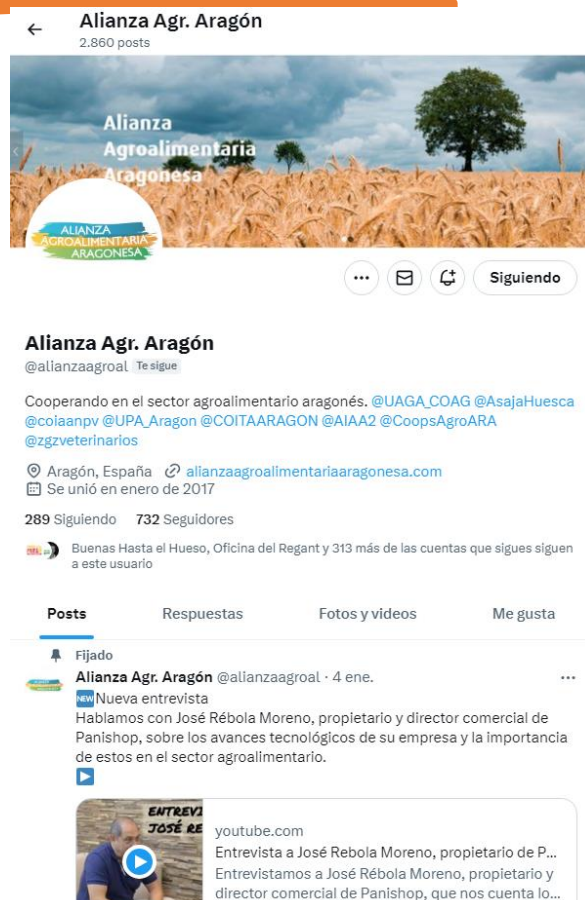 Alianza Agr. Aragón
2.860 posts
Alianza
Agroalimentaria
Aragonesa
ALIANZA
AGROALIMENTARIA
ARAGONESA
Siguiendo
Alianza Agr. Aragón
@alianzaagroal Te sigue
Cooperando en el sector agroalimentario aragonés. @UAGA_COAG @AsajaHuesca
@coiaanpv @UPA_Aragon @COITAARAGON @AIAA2 @CoopsAgroARA
@zgzveterinarios
Aragón, España alianzaagroalimentariaaragonesa.com
Se unió en enero de 2017
289 Siguiendo 732 Seguidores
Buenas Hasta el Hueso, Oficina del Regant y 313 más de las cuentas que sigues siguen
a este usuario
Posts Respuestas Fotos y videos Me gusta
Fijado
Alianza Agr. Aragón @alianzaagroal · 4 ene.
NEW Nueva entrevista
Hablamos con José Rébola Moreno, propietario y director comercial de
Panishop, sobre los avances tecnológicos de su empresa y la importancia
de estos en el sector agroalimentario.
ENTREVI
JOSÉ RE
youtube.com
Entrevista a José Rebola Moreno, propietario de P...
Entrevistamos a José Rébola Moreno, propietario y
director comercial de Panishop, que nos cuenta lo...